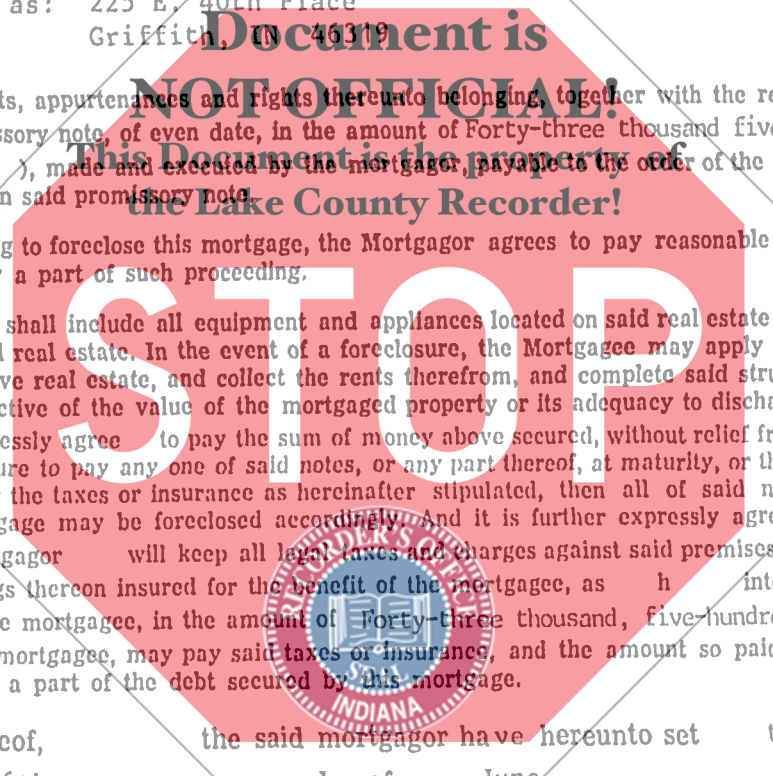 as: 225 E. 40th Place
Griffith, IN 46319
Document is
NOT OFFICIAL!
This Document is the property of
the Lake County Recorder!
ts, appurtenances and rights thereunto belonging, together with the re
ssory note, of even date, in the amount of Forty-three thousand five
), made and executed by the mortgagor, payable to the order of the
n said promissory note.
g to foreclose this mortgage, the Mortgagor agrees to pay reasonable
a part of such proceeding.
shall include all equipment and appliances located on said real estate
l real estate. In the event of a foreclosure, the Mortgagee may apply
ve real estate, and collect the rents therefrom, and complete said stru
ctive of the value of the mortgaged property or its adequacy to discha
essly agree to pay the sum of money above secured, without relief fr
ure to pay any one of said notes, or any part thereof, at maturity, or th
the taxes or insurance as hereinafter stipulated, then all of said n
gage may be foreclosed accordingly. And it is further expressly agre
gagor will keep all legal taxes and charges against said premises
gs thereon insured for the benefit of the mortgagee, as h int
e mortgagee, in the amount of Forty-three thousand, five-hundre
mortgagee, may pay said taxes or insurance, and the amount so paid
a part of the debt secured by this mortgage.
eof, the said mortgagor have hereunto set t
June
STOP
RECORDER'S OFFICE
SEAL
INDIANA